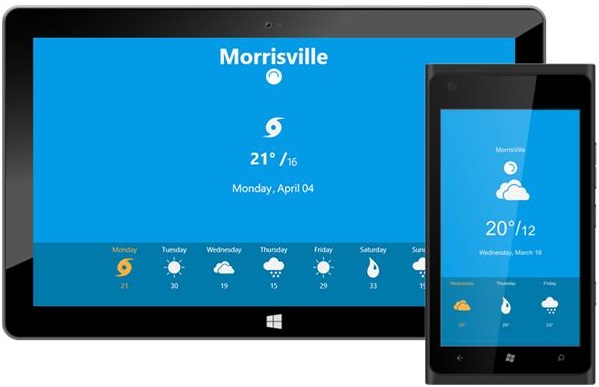 Morrisville
21° /16
Monday, April 04
Monday Tuesday Wednesday Thursday Friday Saturday
21 30 19 15 29 33 19
MorrisVille
20°/12
Wednesday, March 16
Wednesday Thursday Friday